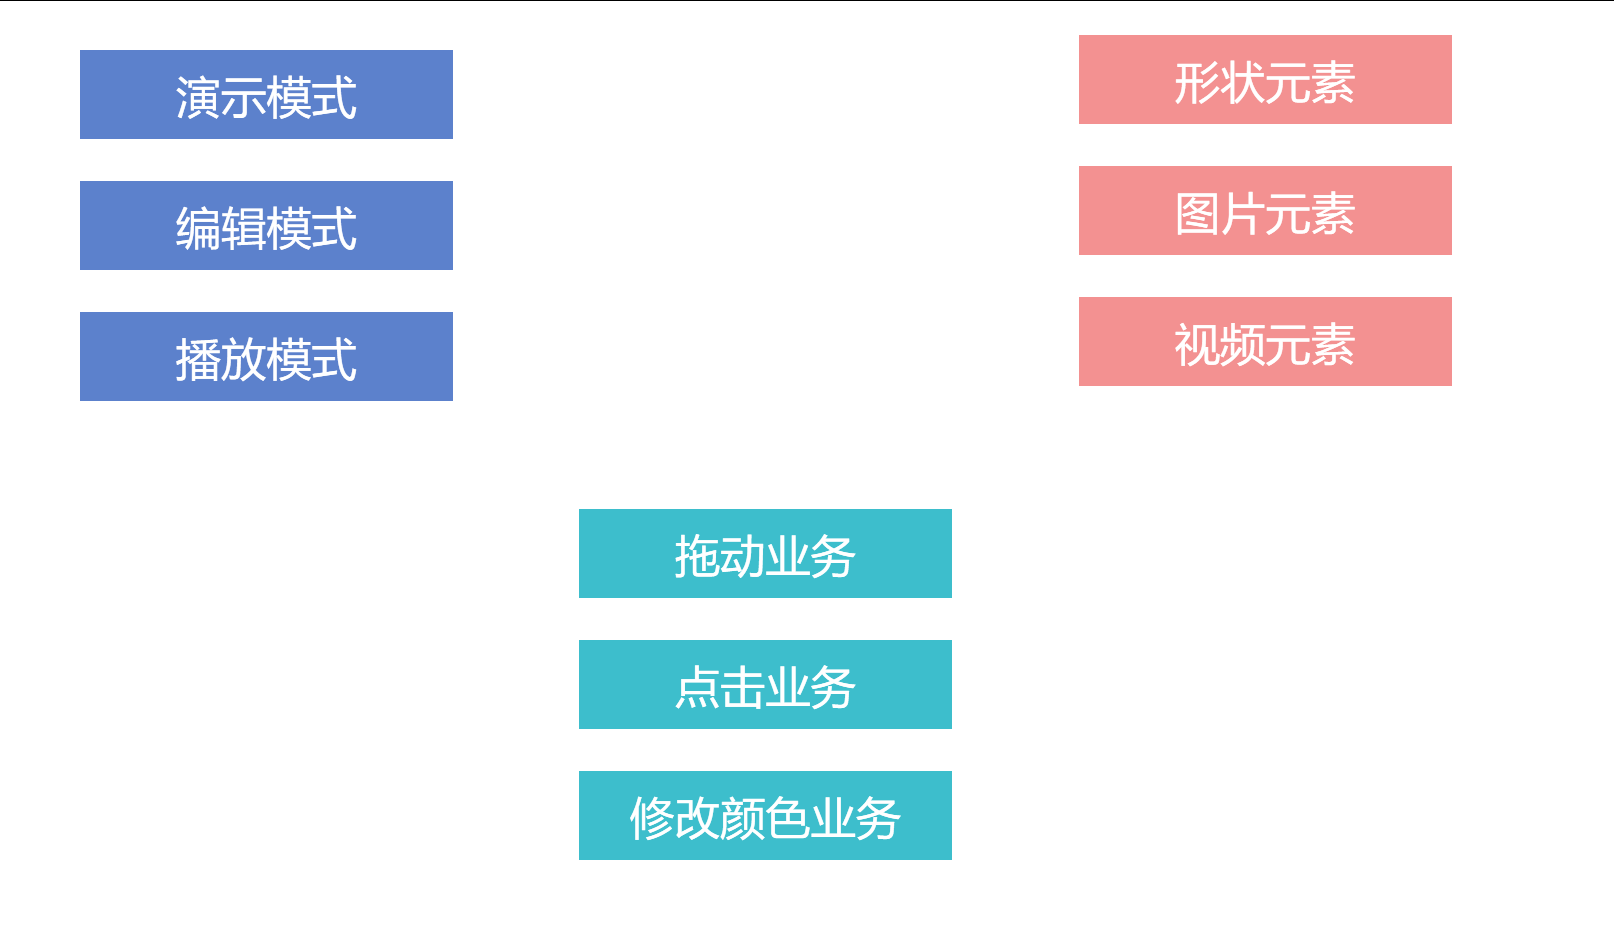 演示模式
编辑模式
播放模式
形状元素
图片元素
视频元素
拖动业务
点击业务
修改颜色业务